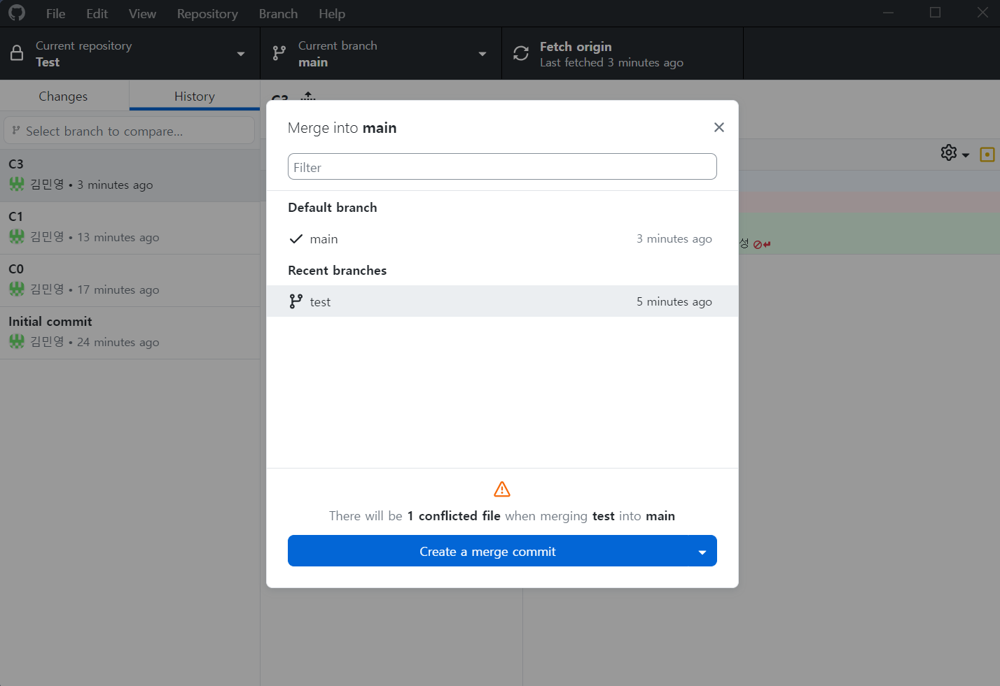 File Edit View Repository Branch Help
Current repository
Test
Current branch
main
Fetch origin
Last fetched 3 minutes ago
Changes
History
Select branch to compare...
C3
김민영 • 3 minutes ago
C1
김민영 • 13 minutes ago
C0
김민영 • 17 minutes ago
Initial commit
김민영 • 24 minutes ago
C3
성
Merge into main
Filter
Default branch
main 3 minutes ago
Recent branches
test 5 minutes ago
There will be 1 conflicted file when merging test into main
Create a merge commit